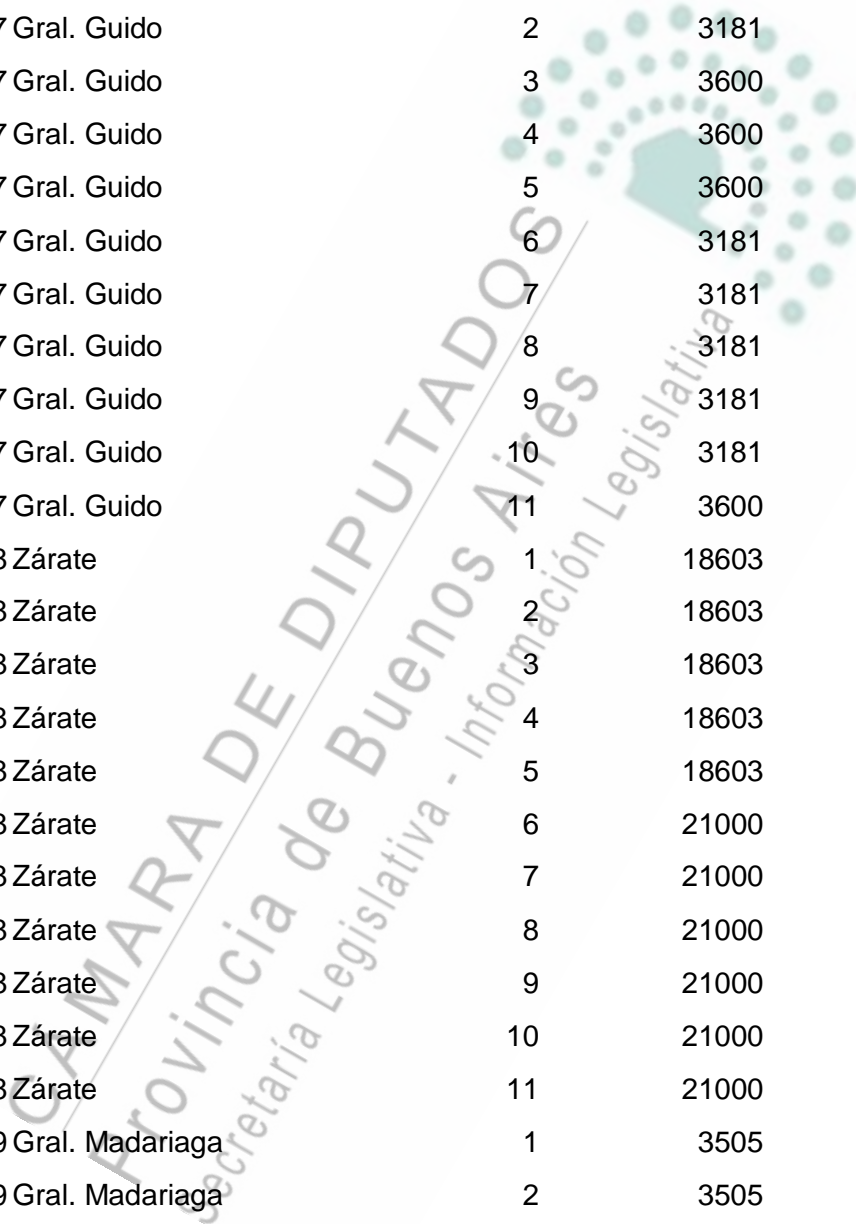 7 Gral. Guido 2 3181
7 Gral. Guido 3 3600
7 Gral. Guido 4 3600
7 Gral. Guido 5 3600
7 Gral. Guido 6 3181
7 Gral. Guido 7 3181
7 Gral. Guido 8 3181
7 Gral. Guido 9 3181
7 Gral. Guido 10 3181
7 Gral. Guido 11 3600
8 Zárate 1 18603
8 Zárate 2 18603
8 Zárate 3 18603
8 Zárate 4 18603
8 Zárate 5 18603
8 Zárate 6 21000
8 Zárate 7 21000
8 Zárate 8 21000
8 Zárate 9 21000
8 Zárate 10 21000
8 Zárate 11 21000
9 Gral. Madariaga 1 3505
9 Gral. Madariaga 2 3505
CAMARA DE DIPUTADOS
Provincia de Buenos Aires
Secretaría Legislativa - Información Legislativa